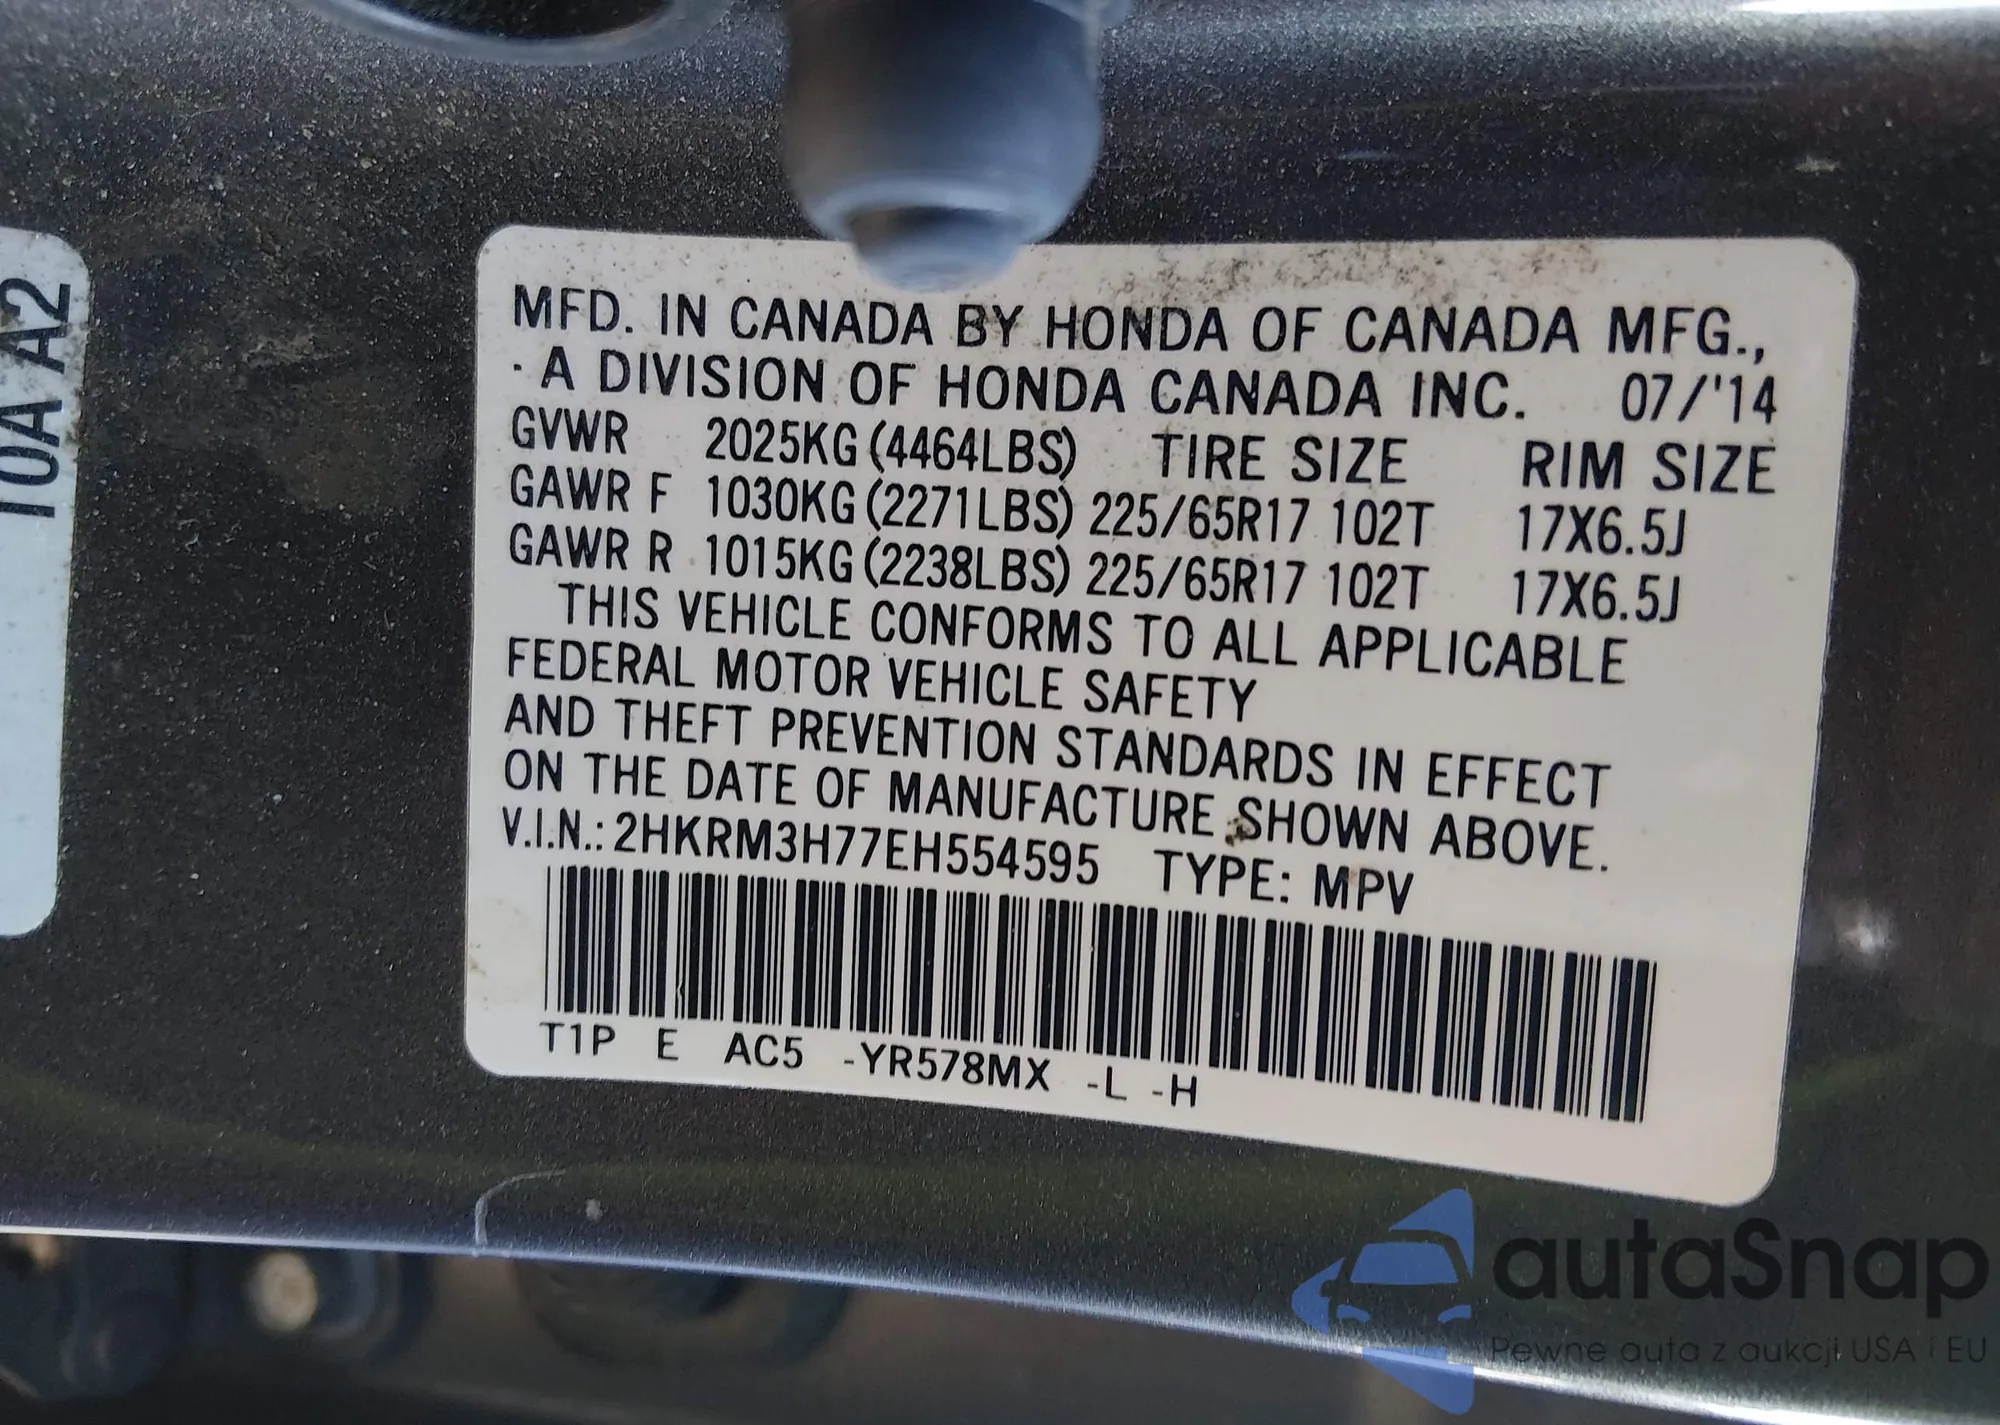 10A A2
MFD. IN CANADA BY HONDA OF CANADA MFG.,
A DIVISION OF HONDA CANADA INC. 07/'14
GVWR 2025KG (4464LBS) TIRE SIZE RIM SIZE
GAWR F 1030KG (2271LBS) 225/65R17 102T 17X6.5J
GAWR R 1015KG (2238LBS) 225/65R17 102T 17X6.5J
THIS VEHICLE CONFORMS TO ALL APPLICABLE
FEDERAL MOTOR VEHICLE SAFETY
AND THEFT PREVENTION STANDARDS IN EFFECT
ON THE DATE OF MANUFACTURE SHOWN ABOVE.
V.I.N.: 2HKRM3H77EH554595 TYPE: MPV
T1P E AC5 -YR578MX -L -H
autaSnap
Pewne auta z aukcji USA i EU